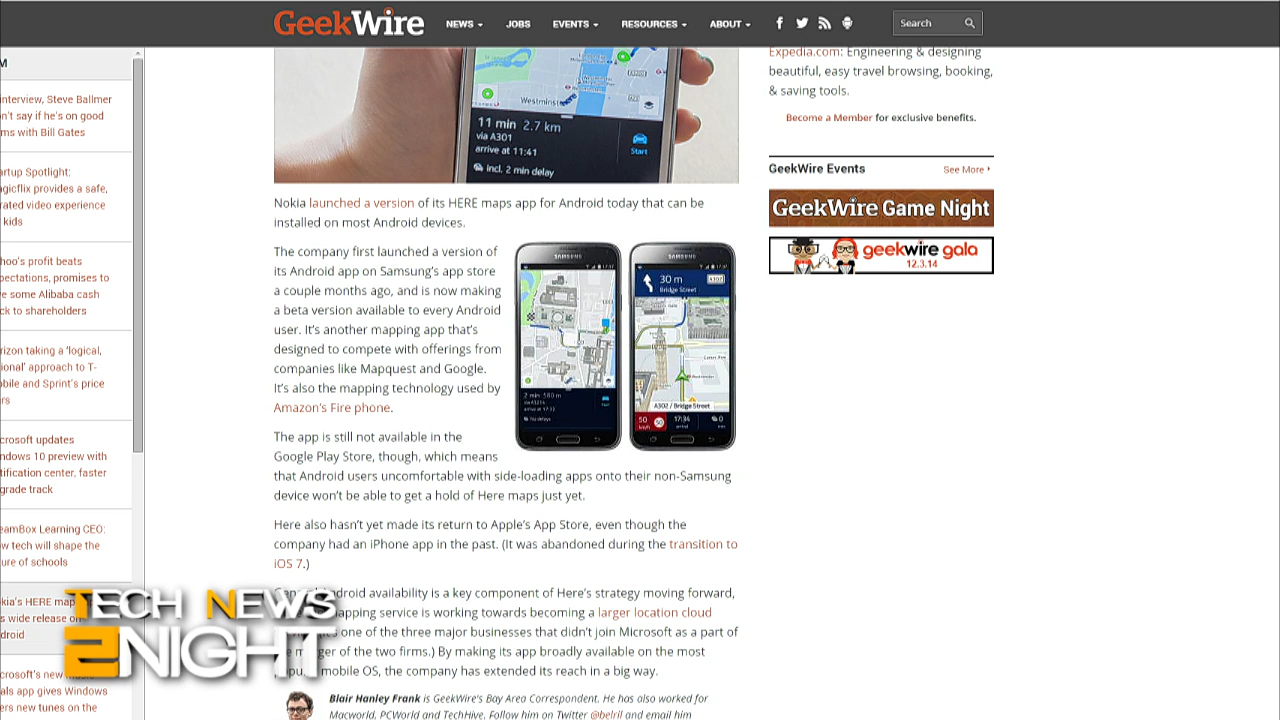 GeekWire NEWS JOBS EVENTS RESOURCES ABOUT Search
M
interview, Steve Ballmer
n't say if he's on good
ms with Bill Gates
artup Spotlight:
gicflix provides a safe,
rated video experience
kids
hoo's profit beats
pectations, promises to
e some Alibaba cash
ck to shareholders
rizon taking a 'logical,
ional' approach to T-
bile and Sprint's price
rs
crosoft updates
ndows 10 preview with
tification center, faster
grade track
eamBox Learning CEO:
w tech will shape the
ure of schools
kia's HERE map
s wide release on
droid
crosoft's new
als app gives Windows
ers new tunes on the
Westmins
11 min 2.7 km
via A301
arrive at 11:41
incl. 2 min delay
Start
Nokia launched a version of its HERE maps app for Android today that can be
installed on most Android devices.
The company first launched a version of
its Android app on Samsung's app store
a couple months ago, and is now making
a beta version available to every Android
user. It's another mapping app that's
designed to compete with offerings from
companies like Mapquest and Google.
It's also the mapping technology used by
Amazon's Fire phone.
SAMSUNG
2 min 580 m
SAMSUNG
30 m
Bridge Street
A302 / Bridge Street
50
17:34
The app is still not available in the
Google Play Store, though, which means
that Android users uncomfortable with side-loading apps onto their non-Samsung
device won't be able to get a hold of Here maps just yet.
Here also hasn't yet made its return to Apple's App Store, even though the
company had an iPhone app in the past. (It was abandoned during the transition to
iOS 7.)
Android availability is a key component of Here's strategy moving forward,
mapping service is working towards becoming a larger location cloud
one of the three major businesses that didn't join Microsoft as a part of
merger of the two firms.) By making its app broadly available on the most
mobile OS, the company has extended its reach in a big way.
Blair Hanley Frank is GeekWire's Bay Area Correspondent. He has also worked for
Macworld, PCWorld and TechHive. Follow him on Twitter @belril and email him
Expedia.com: Engineering & designing
beautiful, easy travel browsing, booking,
& saving tools.
Become a Member for exclusive benefits.
GeekWire Events See More
GeekWire Game Night
geekwire gala
12.3.14
TECH NEWS
2NIGHT